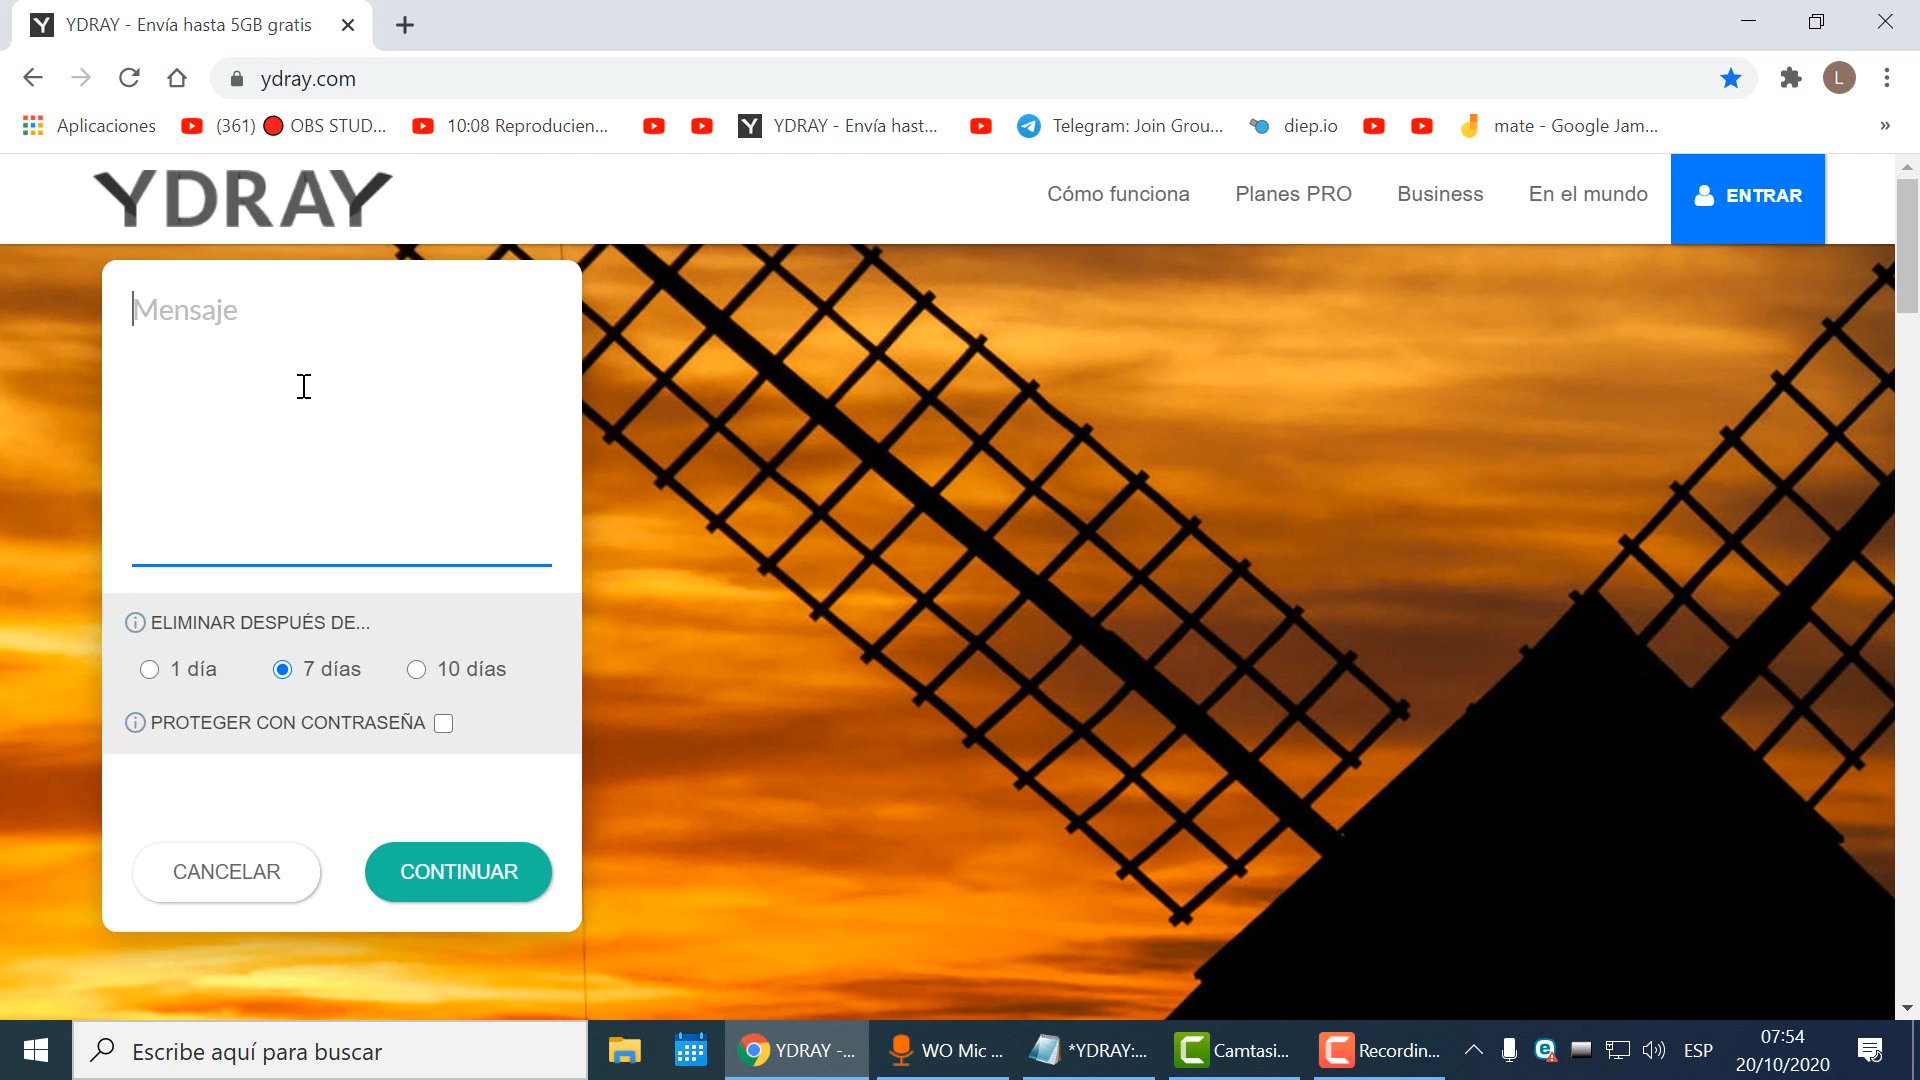 YDRAY - Envía hasta 5GB gratis
ydray.com
L
Aplicaciones
(361) OBS STUD...
10:08 Reproducien...
YDRAY - Envía hast...
Telegram: Join Grou...
diep.io
mate - Google Jam...
»
YDRAY
Cómo funciona
Planes PRO
Business
En el mundo
ENTRAR
Mensaje
ELIMINAR DESPUÉS DE...
1 día
7 días
10 días
PROTEGER CON CONTRASEÑA
CANCELAR
CONTINUAR
Escribe aquí para buscar
YDRAY -...
WO Mic ...
*YDRAY:...
Camtasi...
Recordin...
ESP
07:54
20/10/2020